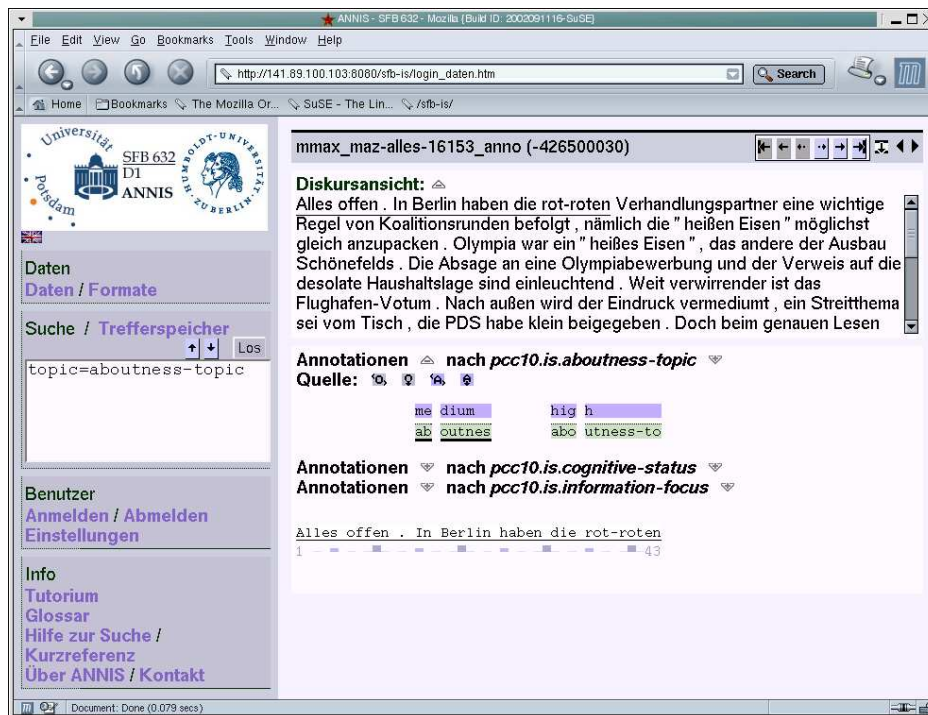 ANNIS - SFB 632 - Mozilla {Build ID: 2002091116-SuSE}
File Edit View Go Bookmarks Tools Window Help
http://141.89.100.103:8080/sfb-is/login_daten.htm Search
Home Bookmarks The Mozilla Or... SuSE - The Lin... /sfb-is/
Universität Potsdam
SFB 632
D1
ANNIS
HUMBOLDT-UNIVERSITÄT ZU BERLIN
Daten
Daten / Formate
Suche / Trefferspeicher
Los
topic=aboutness-topic
Benutzer
Anmelden / Abmelden
Einstellungen
Info
Tutorium
Glossar
Hilfe zur Suche /
Kurzreferenz
Über ANNIS / Kontakt
mmax_maz-alles-16153_anno (-426500030)
Diskursansicht:
Alles offen . In Berlin haben die rot-roten Verhandlungspartner eine wichtige
Regel von Koalitionsrunden befolgt , nämlich die " heißen Eisen " möglichst
gleich anzupacken . Olympia war ein " heißes Eisen " , das andere der Ausbau
Schönefelds . Die Absage an eine Olympiabewerbung und der Verweis auf die
desolate Haushaltslage sind einleuchtend . Weit verwirrender ist das
Flughafen-Votum . Nach außen wird der Eindruck vermediumt , ein Streitthema
sei vom Tisch , die PDS habe klein beigegeben . Doch beim genauen Lesen
Annotationen nach pcc10.is.aboutness-topic
Quelle:
me dium hig h
ab outnes abo utness-to
Annotationen nach pcc10.is.cognitive-status
Annotationen nach pcc10.is.information-focus
Alles offen . In Berlin haben die rot-roten
1 43
Document: Done (0.079 secs)